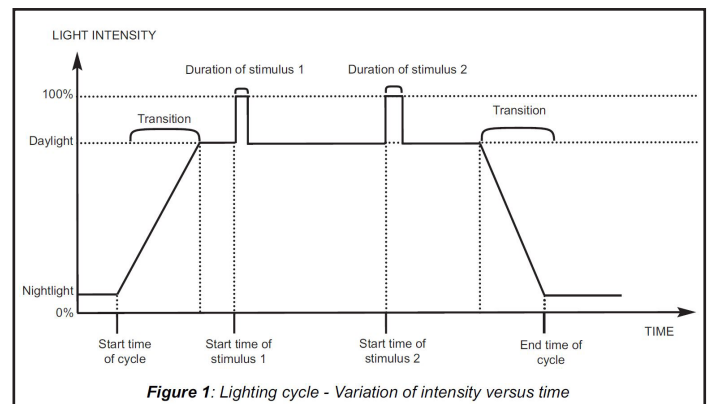 LIGHT INTENSITY
Duration of stimulus 1
Duration of stimulus 2
100%
Transition
Transition
Daylight
Nightlight
0%
TIME
Start time
of cycle
Start time of
stimulus 1
Start time of
stimulus 2
End time of
cycle
Figure 1: Lighting cycle - Variation of intensity versus time